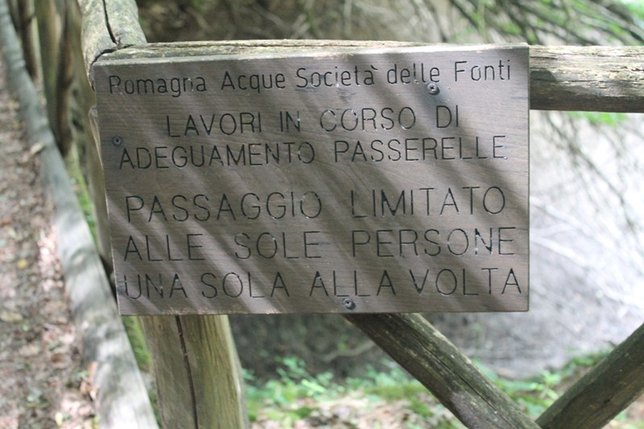 Romagna Acque Società delle Fonti
LAVORI IN CORSO DI
ADEGUAMENTO PASSERELLE
PASSAGGIO LIMITATO
ALLE SOLE PERSONE
UNA SOLA ALLA VOLTA